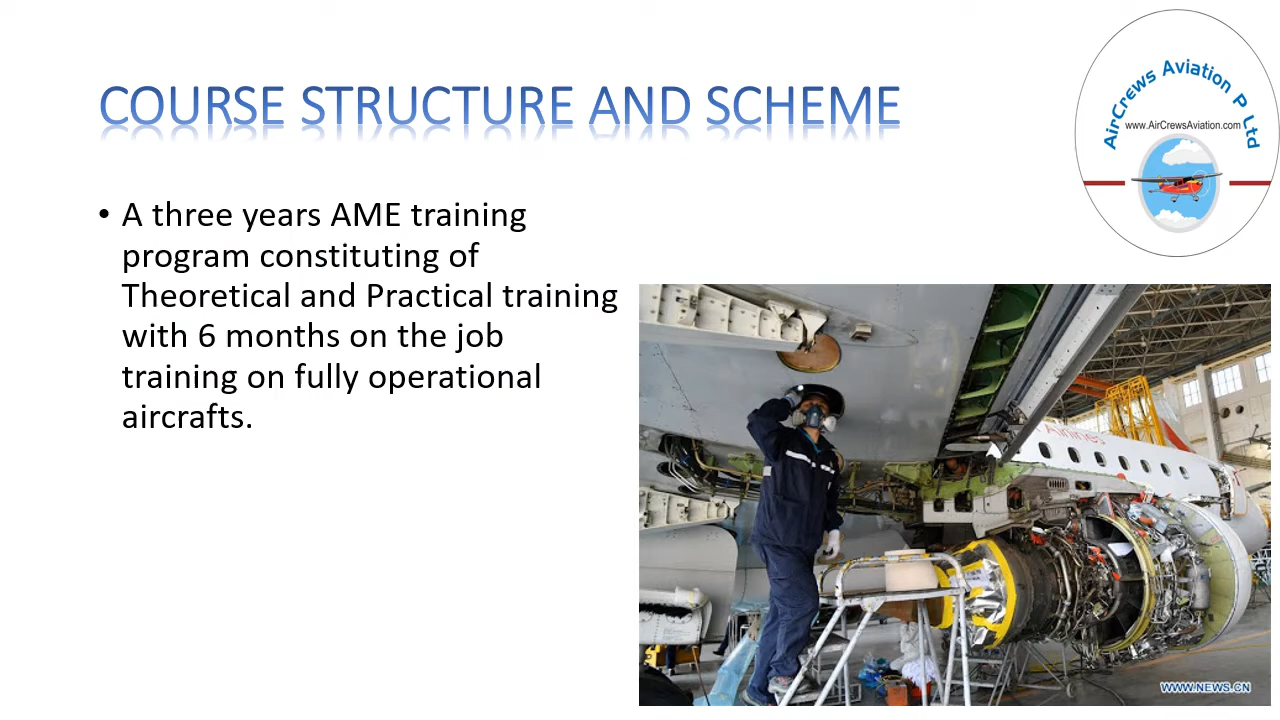 COURSE STRUCTURE AND SCHEME
AirCrews Aviation P Ltd
www.AirCrewsAviation.com
• A three years AME training
program constituting of
Theoretical and Practical training
with 6 months on the job
training on fully operational
aircrafts.
Airlines
WWW.NEWS.CN